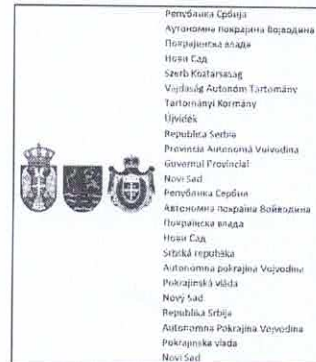 Република Србија
Аутономна покрајина Војводина
Покрајинска влада
Нови Сад
Szerb Köztársaság
Vajdaság Autonóm Tartomány
Tartományi Kormány
Újvidék
Republica Serbia
Provincia Autonomă Voivodina
Guvernul Provincial
Novi Sad
Републики Сербия
Автономна покраїна Войводина
Покраїнска влада
Нови Сад
Srbská republika
Autonómna pokrajina Vojvodina
Pokrajinská vláda
Nový Sad
Republika Srbija
Autonomna Pokrajina Vojvodina
Pokrajinska vlada
Novi Sad